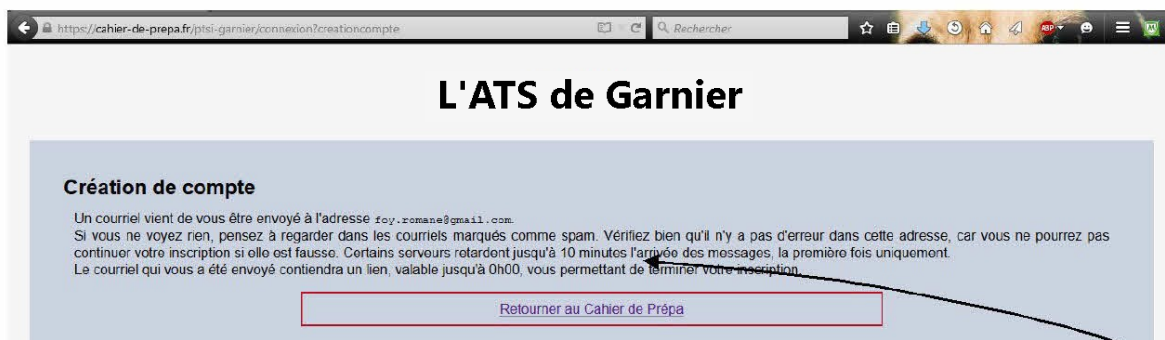 https://cahier-de-prepa.fr/ptsi-garnier/connexion?creationcompte
Rechercher
ABP
L'ATS de Garnier
Création de compte
Un courriel vient de vous être envoyé à l'adresse foy.romane@gmail.com
Si vous ne voyez rien, pensez à regarder dans les courriels marqués comme spam. Vérifiez bien qu'il n'y a pas d'erreur dans cette adresse, car vous ne pourrez pas
continuer votre inscription si elle est fausse. Certains serveurs retardent jusqu'à 10 minutes l'arrivée des messages, la première fois uniquement.
Le courriel qui vous a été envoyé contiendra un lien, valable jusqu'à 0h00, vous permettant de terminer votre inscription.
Retourner au Cahier de Prépa